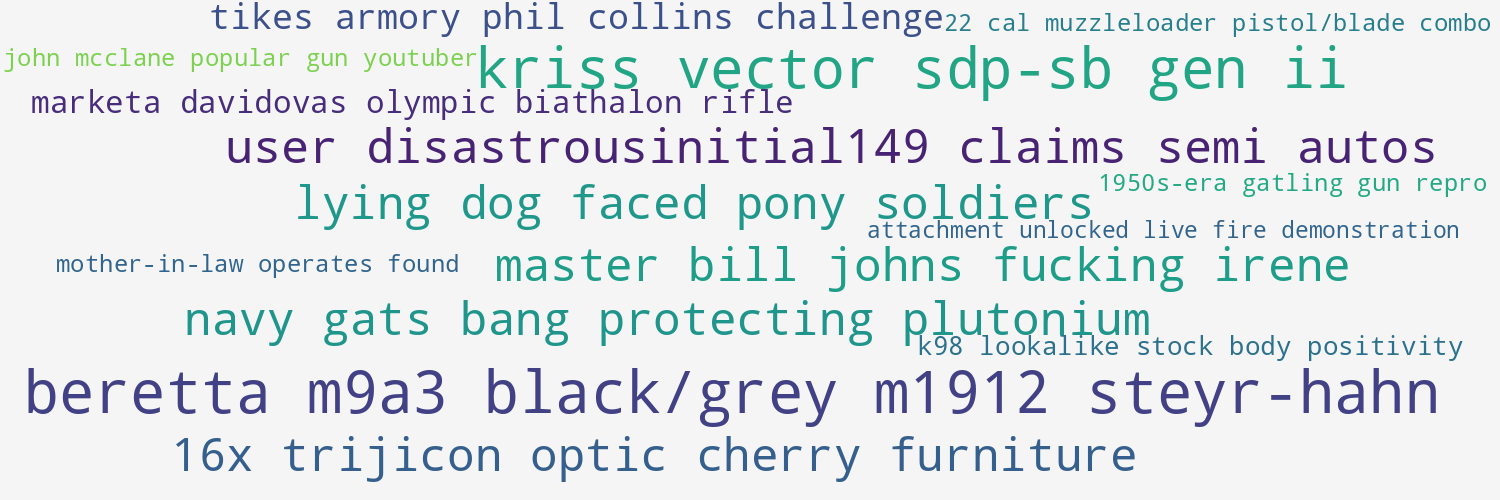 tikes armory phil collins challenge
22 cal muzzleloader pistol/blade combo
john mcclane popular gun youtuber
kriss vector sdp-sb gen ii
marketa davidovas olympic biathalon rifle
user disastrousinitial149 claims semi autos
1950s-era gatling gun repro
lying dog faced pony soldiers
attachment unlocked live fire demonstration
mother-in-law operates found
master bill johns fucking irene
navy gats bang protecting plutonium
k98 lookalike stock body positivity
beretta m9a3 black/grey m1912 steyr-hahn
16x trijicon optic cherry furniture